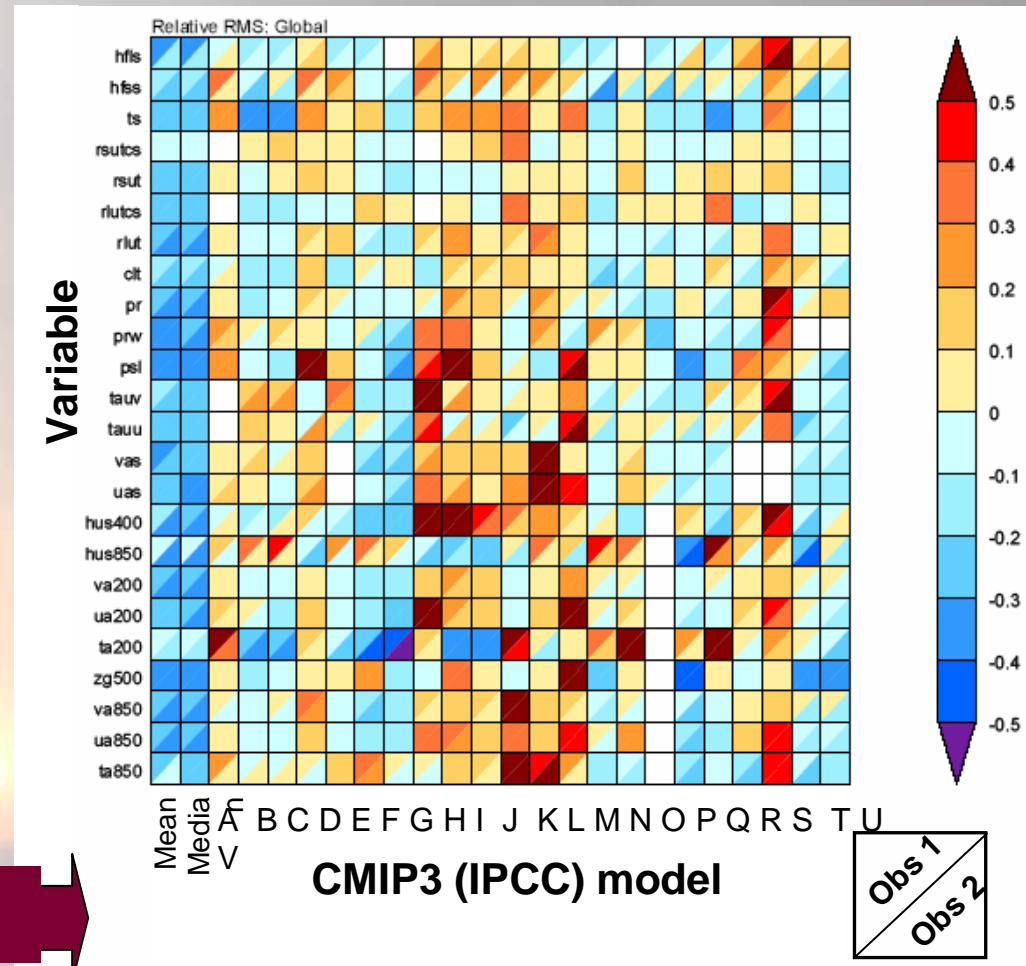 Relative RMS: Global
hfls
hfss
ts
rsutcs
rsut
rlutcs
rlut
clt
pr
prw
psl
tauv
tauu
vas
uas
hus400
hus850
va200
ua200
ta200
zg500
va850
ua850
ta850
Variable
0.5
0.4
0.3
0.2
0.1
0
-0.1
-0.2
-0.3
-0.4
-0.5
Mean
Media
n
A B C D E F G H I J K L M N O P Q R S T U
V
CMIP3 (IPCC) model
Obs 1
Obs 2